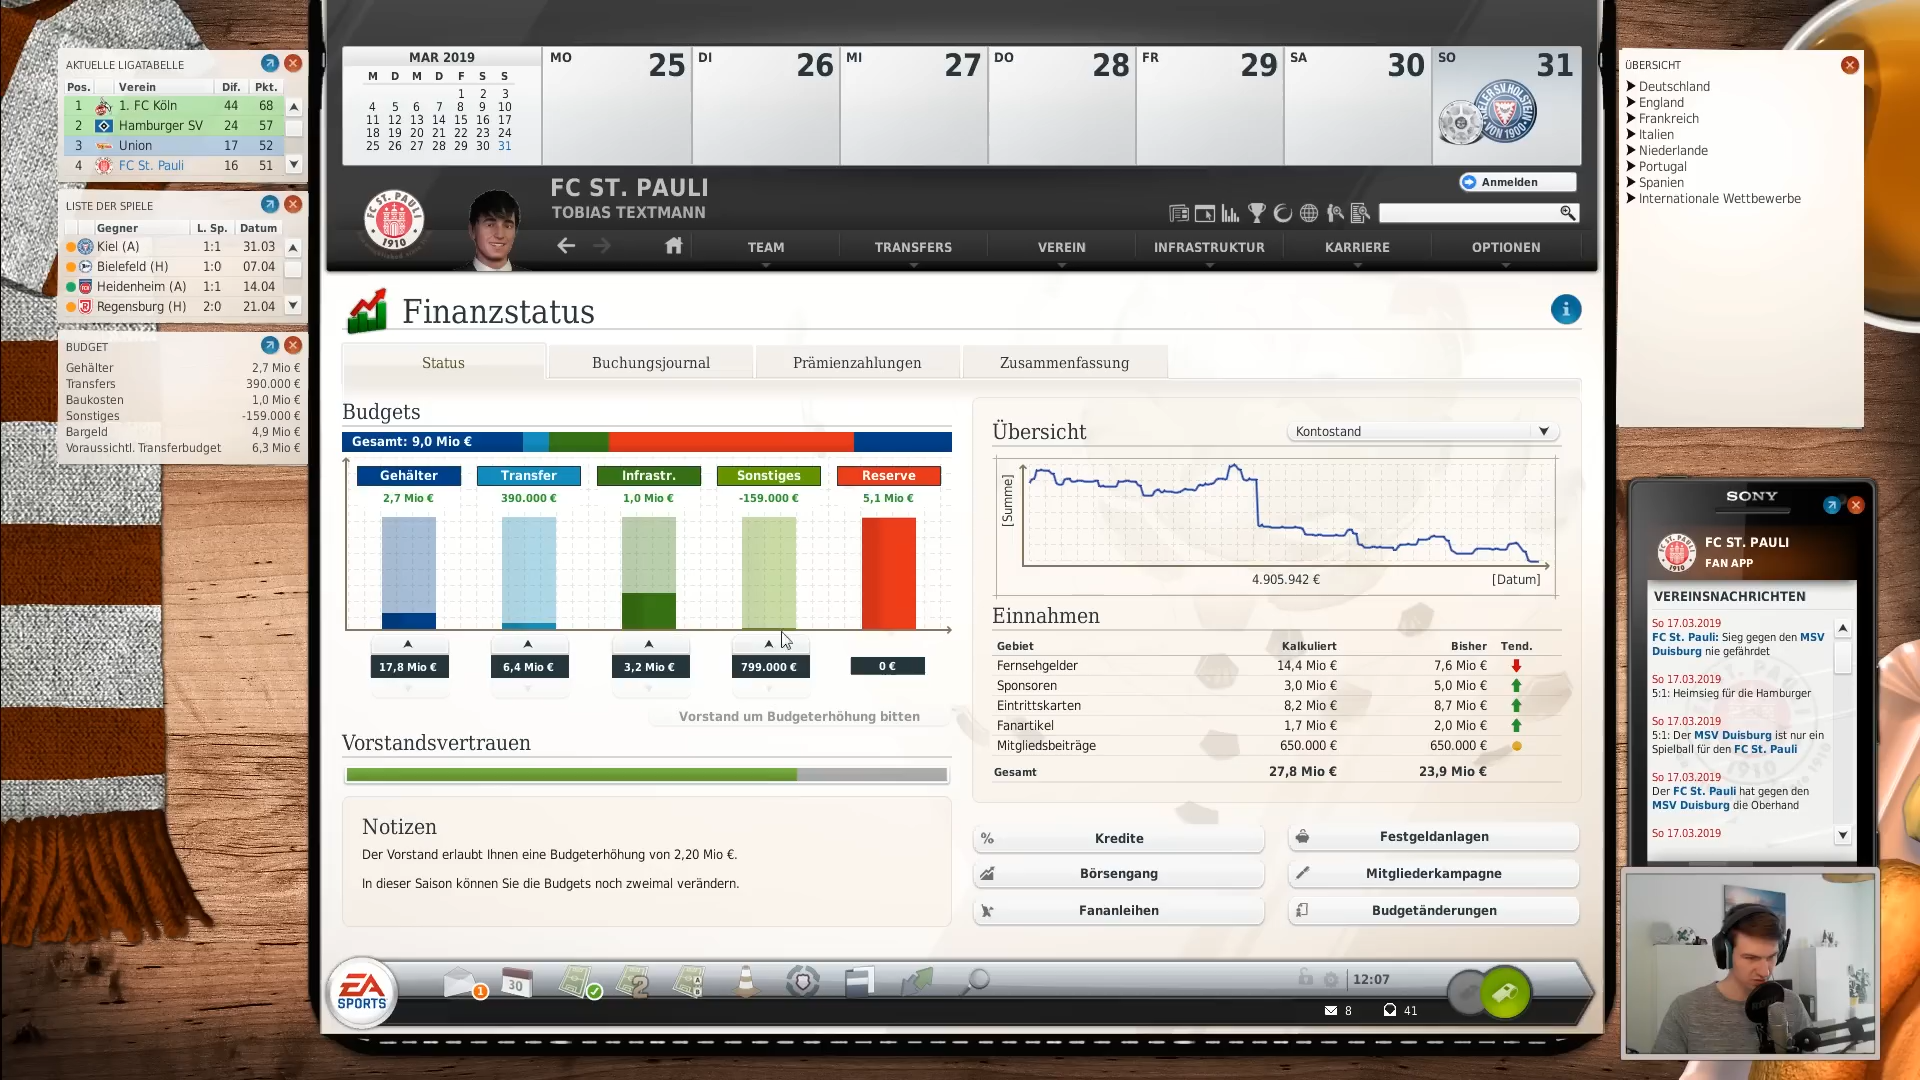 AKTUELLE LIGATABELLE
Pos. Verein Dif. Pkt.
1 1. FC Köln 44 68
2 Hamburger SV 24 57
3 Union 17 52
4 FC St. Pauli 16 51
LISTE DER SPIELE
Gegner L. Sp. Datum
Kiel (A) 1:1 31.03
Bielefeld (H) 1:0 07.04
Heidenheim (A) 1:1 14.04
Regensburg (H) 2:0 21.04
BUDGET
Gehälter 2,7 Mio €
Transfers 390.000 €
Baukosten 1,0 Mio €
Sonstiges -159.000 €
Bargeld 4,9 Mio €
Voraussichtl. Transferbudget 6,3 Mio €
MAR 2019
M D M D F S S
1 2 3
4 5 6 7 8 9 10
11 12 13 14 15 16 17
18 19 20 21 22 23 24
25 26 27 28 29 30 31
MO 25 DI 26 MI 27 DO 28 FR 29 SA 30 SO 31
FC ST. PAULI
1910
FC ST. PAULI
TOBIAS TEXTMANN
Anmelden
TEAM TRANSFERS VEREIN INFRASTRUKTUR KARRIERE OPTIONEN
Finanzstatus
Status Buchungsjournal Prämienzahlungen Zusammenfassung
Budgets
Gesamt: 9,0 Mio €
Gehälter Transfer Infrastr. Sonstiges Reserve
2,7 Mio € 390.000 € 1,0 Mio € -159.000 € 5,1 Mio €
17,8 Mio € 6,4 Mio € 3,2 Mio € 799.000 € 0 €
Vorstand um Budgeterhöhung bitten
Vorstandsvertrauen
Notizen
Der Vorstand erlaubt Ihnen eine Budgeterhöhung von 2,20 Mio €.
In dieser Saison können Sie die Budgets noch zweimal verändern.
Übersicht
Kontostand
[Summe]
4.905.942 € [Datum]
Einnahmen
Gebiet Kalkuliert Bisher Tend.
Fernsehgelder 14,4 Mio € 7,6 Mio €
Sponsoren 3,0 Mio € 5,0 Mio €
Eintrittskarten 8,2 Mio € 8,7 Mio €
Fanartikel 1,7 Mio € 2,0 Mio €
Mitgliedsbeiträge 650.000 € 650.000 €
Gesamt 27,8 Mio € 23,9 Mio €
Kredite Festgeldanlagen
Börsengang Mitgliederkampagne
Fananleihen Budgetänderungen
EA
SPORTS
1
30
2
12:07
8 41
ÜBERSICHT
Deutschland
England
Frankreich
Italien
Niederlande
Portugal
Spanien
Internationale Wettbewerbe
SONY
FC ST. PAULI
FAN APP
VEREINSNACHRICHTEN
So 17.03.2019
FC St. Pauli: Sieg gegen den MSV
Duisburg nie gefährdet
So 17.03.2019
5:1: Heimsieg für die Hamburger
So 17.03.2019
5:1: Der MSV Duisburg ist nur ein
Spielball für den FC St. Pauli
So 17.03.2019
Der FC St. Pauli hat gegen den
MSV Duisburg die Oberhand
So 17.03.2019